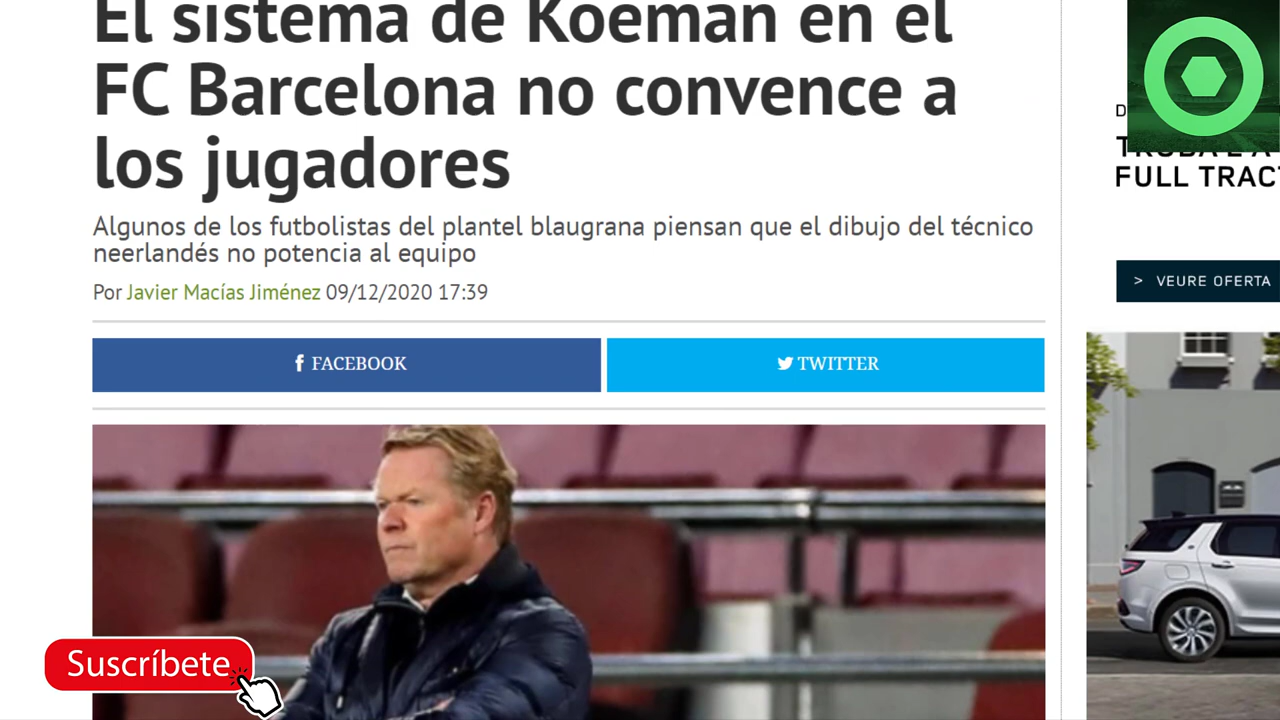 El sistema de Koeman en el
FC Barcelona no convence a
los jugadores
Algunos de los futbolistas del plantel blaugrana piensan que el dibujo del técnico
neerlandés no potencia al equipo
Por Javier Macías Jiménez 09/12/2020 17:39
FACEBOOK
TWITTER
FULL TRAC
> VEURE OFERTA
Suscríbete